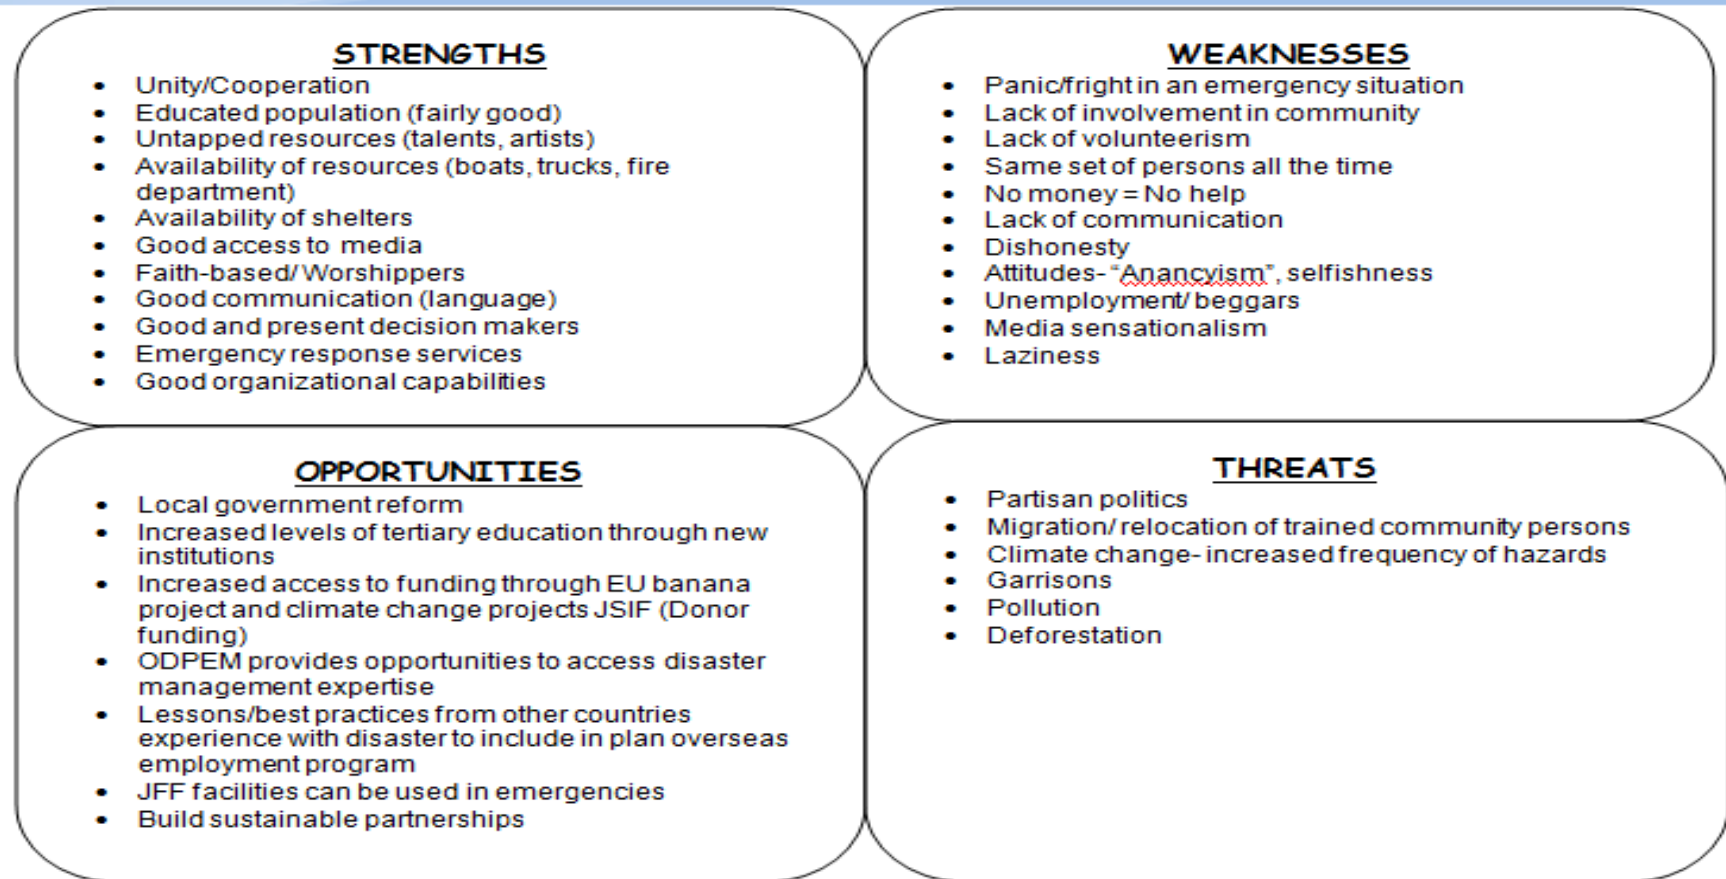 STRENGTHS
• Unity/Cooperation
• Educated population (fairly good)
• Untapped resources (talents, artists)
• Availability of resources (boats, trucks, fire
department)
• Availability of shelters
• Good access to media
• Faith-based/ Worshippers
• Good communication (language)
• Good and present decision makers
• Emergency response services
• Good organizational capabilities
WEAKNESSES
• Panic/fright in an emergency situation
• Lack of involvement in community
• Lack of volunteerism
• Same set of persons all the time
• No money = No help
• Lack of communication
• Dishonesty
• Attitudes- “Anancyism”, selfishness
• Unemployment/ beggars
• Media sensationalism
• Laziness
OPPORTUNITIES
• Local government reform
• Increased levels of tertiary education through new
institutions
• Increased access to funding through EU banana
project and climate change projects JSIF (Donor
funding)
• ODPEM provides opportunities to access disaster
management expertise
• Lessons/best practices from other countries
experience with disaster to include in plan overseas
employment program
• JFF facilities can be used in emergencies
• Build sustainable partnerships
THREATS
• Partisan politics
• Migration/ relocation of trained community persons
• Climate change- increased frequency of hazards
• Garrisons
• Pollution
• Deforestation